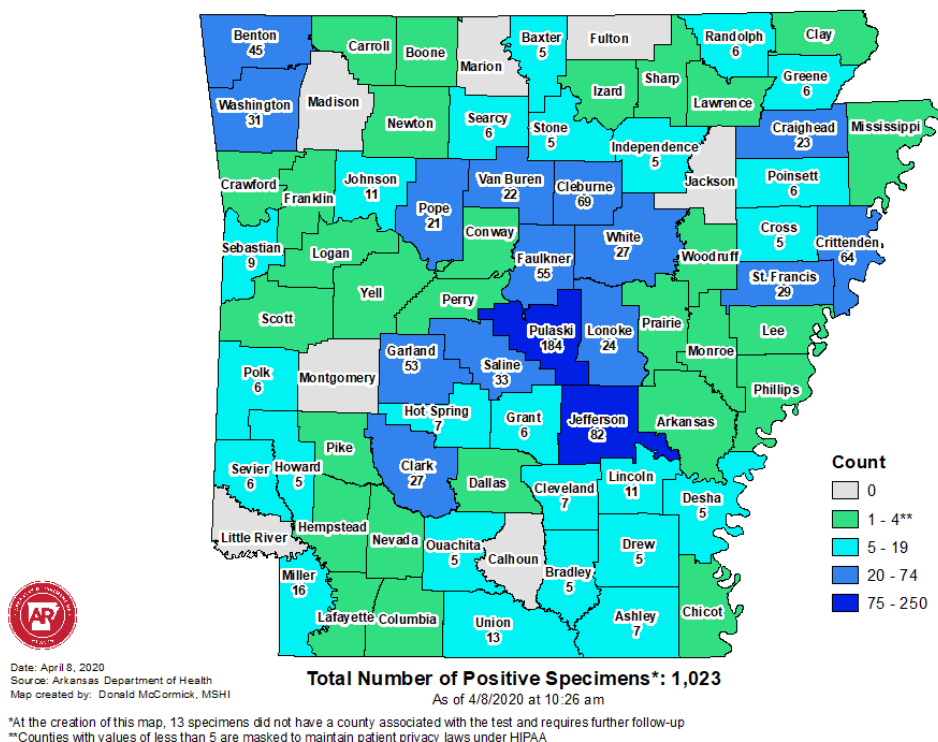 Benton
45
Carroll
Boone
Marion
Baxter
5
Fulton
Randolph
6
Clay
Washington
31
Madison
Newton
Searcy
6
Stone
5
Izard
Sharp
Lawrence
Greene
6
Independence
5
Jackson
Craighead
23
Mississippi
Crawford
Franklin
Johnson
11
Pope
21
Van Buren
22
Cleburne
69
Poinsett
6
Sebastian
9
Logan
Conway
Faulkner
55
White
27
Woodruff
Cross
5
Crittenden
64
St. Francis
29
Scott
Yell
Perry
Pulaski
184
Lonoke
24
Prairie
Monroe
Lee
Phillips
Polk
6
Montgomery
Garland
53
Saline
33
Hot Spring
7
Grant
6
Jefferson
82
Arkansas
Sevier
6
Howard
5
Pike
Clark
27
Dallas
Cleveland
7
Lincoln
11
Desha
5
Little River
Hempstead
Nevada
Ouachita
5
Calhoun
Bradley
5
Drew
5
Miller
16
Lafayette
Columbia
Union
13
Ashley
7
Chicot
Count
0
1 - 4**
5 - 19
20 - 74
75 - 250
AR
Date: April 8, 2020
Source: Arkansas Department of Health
Map created by: Donald McCormick, MSHI
Total Number of Positive Specimens*: 1,023
As of 4/8/2020 at 10:26 am
*At the creation of this map, 13 specimens did not have a county associated with the test and requires further follow-up
**Counties with values of less than 5 are masked to maintain patient privacy laws under HIPAA